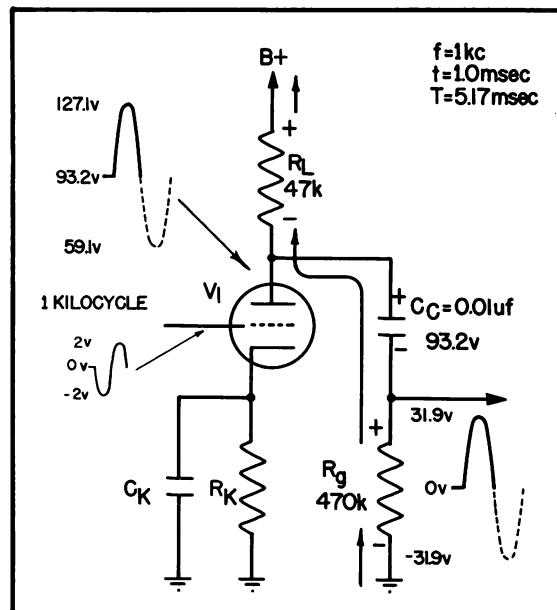 f=1kc
t=1.0msec
T=5.17msec
B+
127.1v
+
RL
47k
93.2v
-
59.1v
1 KILOCYCLE
V1
+
CC=0.01uf
93.2v
-
2v
0v
-2v
31.9v
+
CK
RK
Rg
470k
0v
-
-31.9v